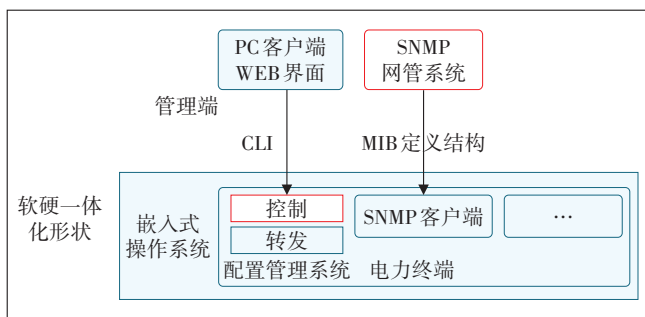 PC客户端
WEB界面
SNMP
网管系统
管理端
CLI
MIB定义结构
软硬一体
化形状
嵌入式
操作系统
控制
转发
配置管理系统
SNMP客户端
电力终端
…